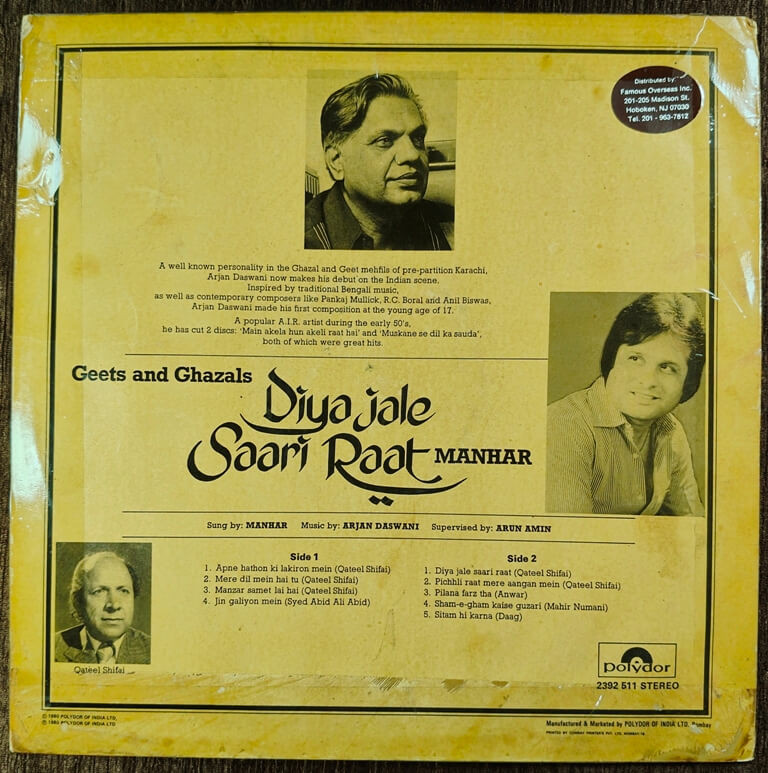 Distributed by:
Famous Overseas Inc.
201-205 Madison St.
Hoboken, NJ 07030
Tel. 201 - 963-7812
A well known personality in the Ghazal and Geet mehfils of pre-partition Karachi,
Arjan Daswani now makes his debut on the Indian scene.
Inspired by traditional Bengali music,
as well as contemporary composers like Pankaj Mullick, R.C. Boral and Anil Biswas,
Arjan Daswani made his first composition at the young age of 17.
A popular A.I.R. artist during the early 50's,
he has cut 2 discs: 'Main akela hun akeli raat hai' and 'Muskane se dil ka sauda',
both of which were great hits.
Geets and Ghazals
Diya jale
Saari Raat MANHAR
Sung by: MANHAR Music by: ARJAN DASWANI Supervised by: ARUN AMIN
Side 1
1. Apne hathon ki lakiron mein (Qateel Shifai)
2. Mere dil mein hai tu (Qateel Shifai)
3. Manzar samet lai hai (Qateel Shifai)
4. Jin galiyon mein (Syed Abid Ali Abid)
Side 2
1. Diya jale saari raat (Qateel Shifai)
2. Pichhli raat mere aangan mein (Qateel Shifai)
3. Pilana farz tha (Anwar)
4. Sham-e-gham kaise guzari (Mahir Numani)
5. Sitam hi karna (Daag)
Qateel Shifai
polydor
2392 511 STEREO
© 1980 POLYDOR OF INDIA LTD.
℗ 1980 POLYDOR OF INDIA LTD
Manufactured & Marketed by POLYDOR OF INDIA LTD. Bombay
PRINTED BY BOMBAY PRINTER'S PVT. LTD. BOMBAY-18